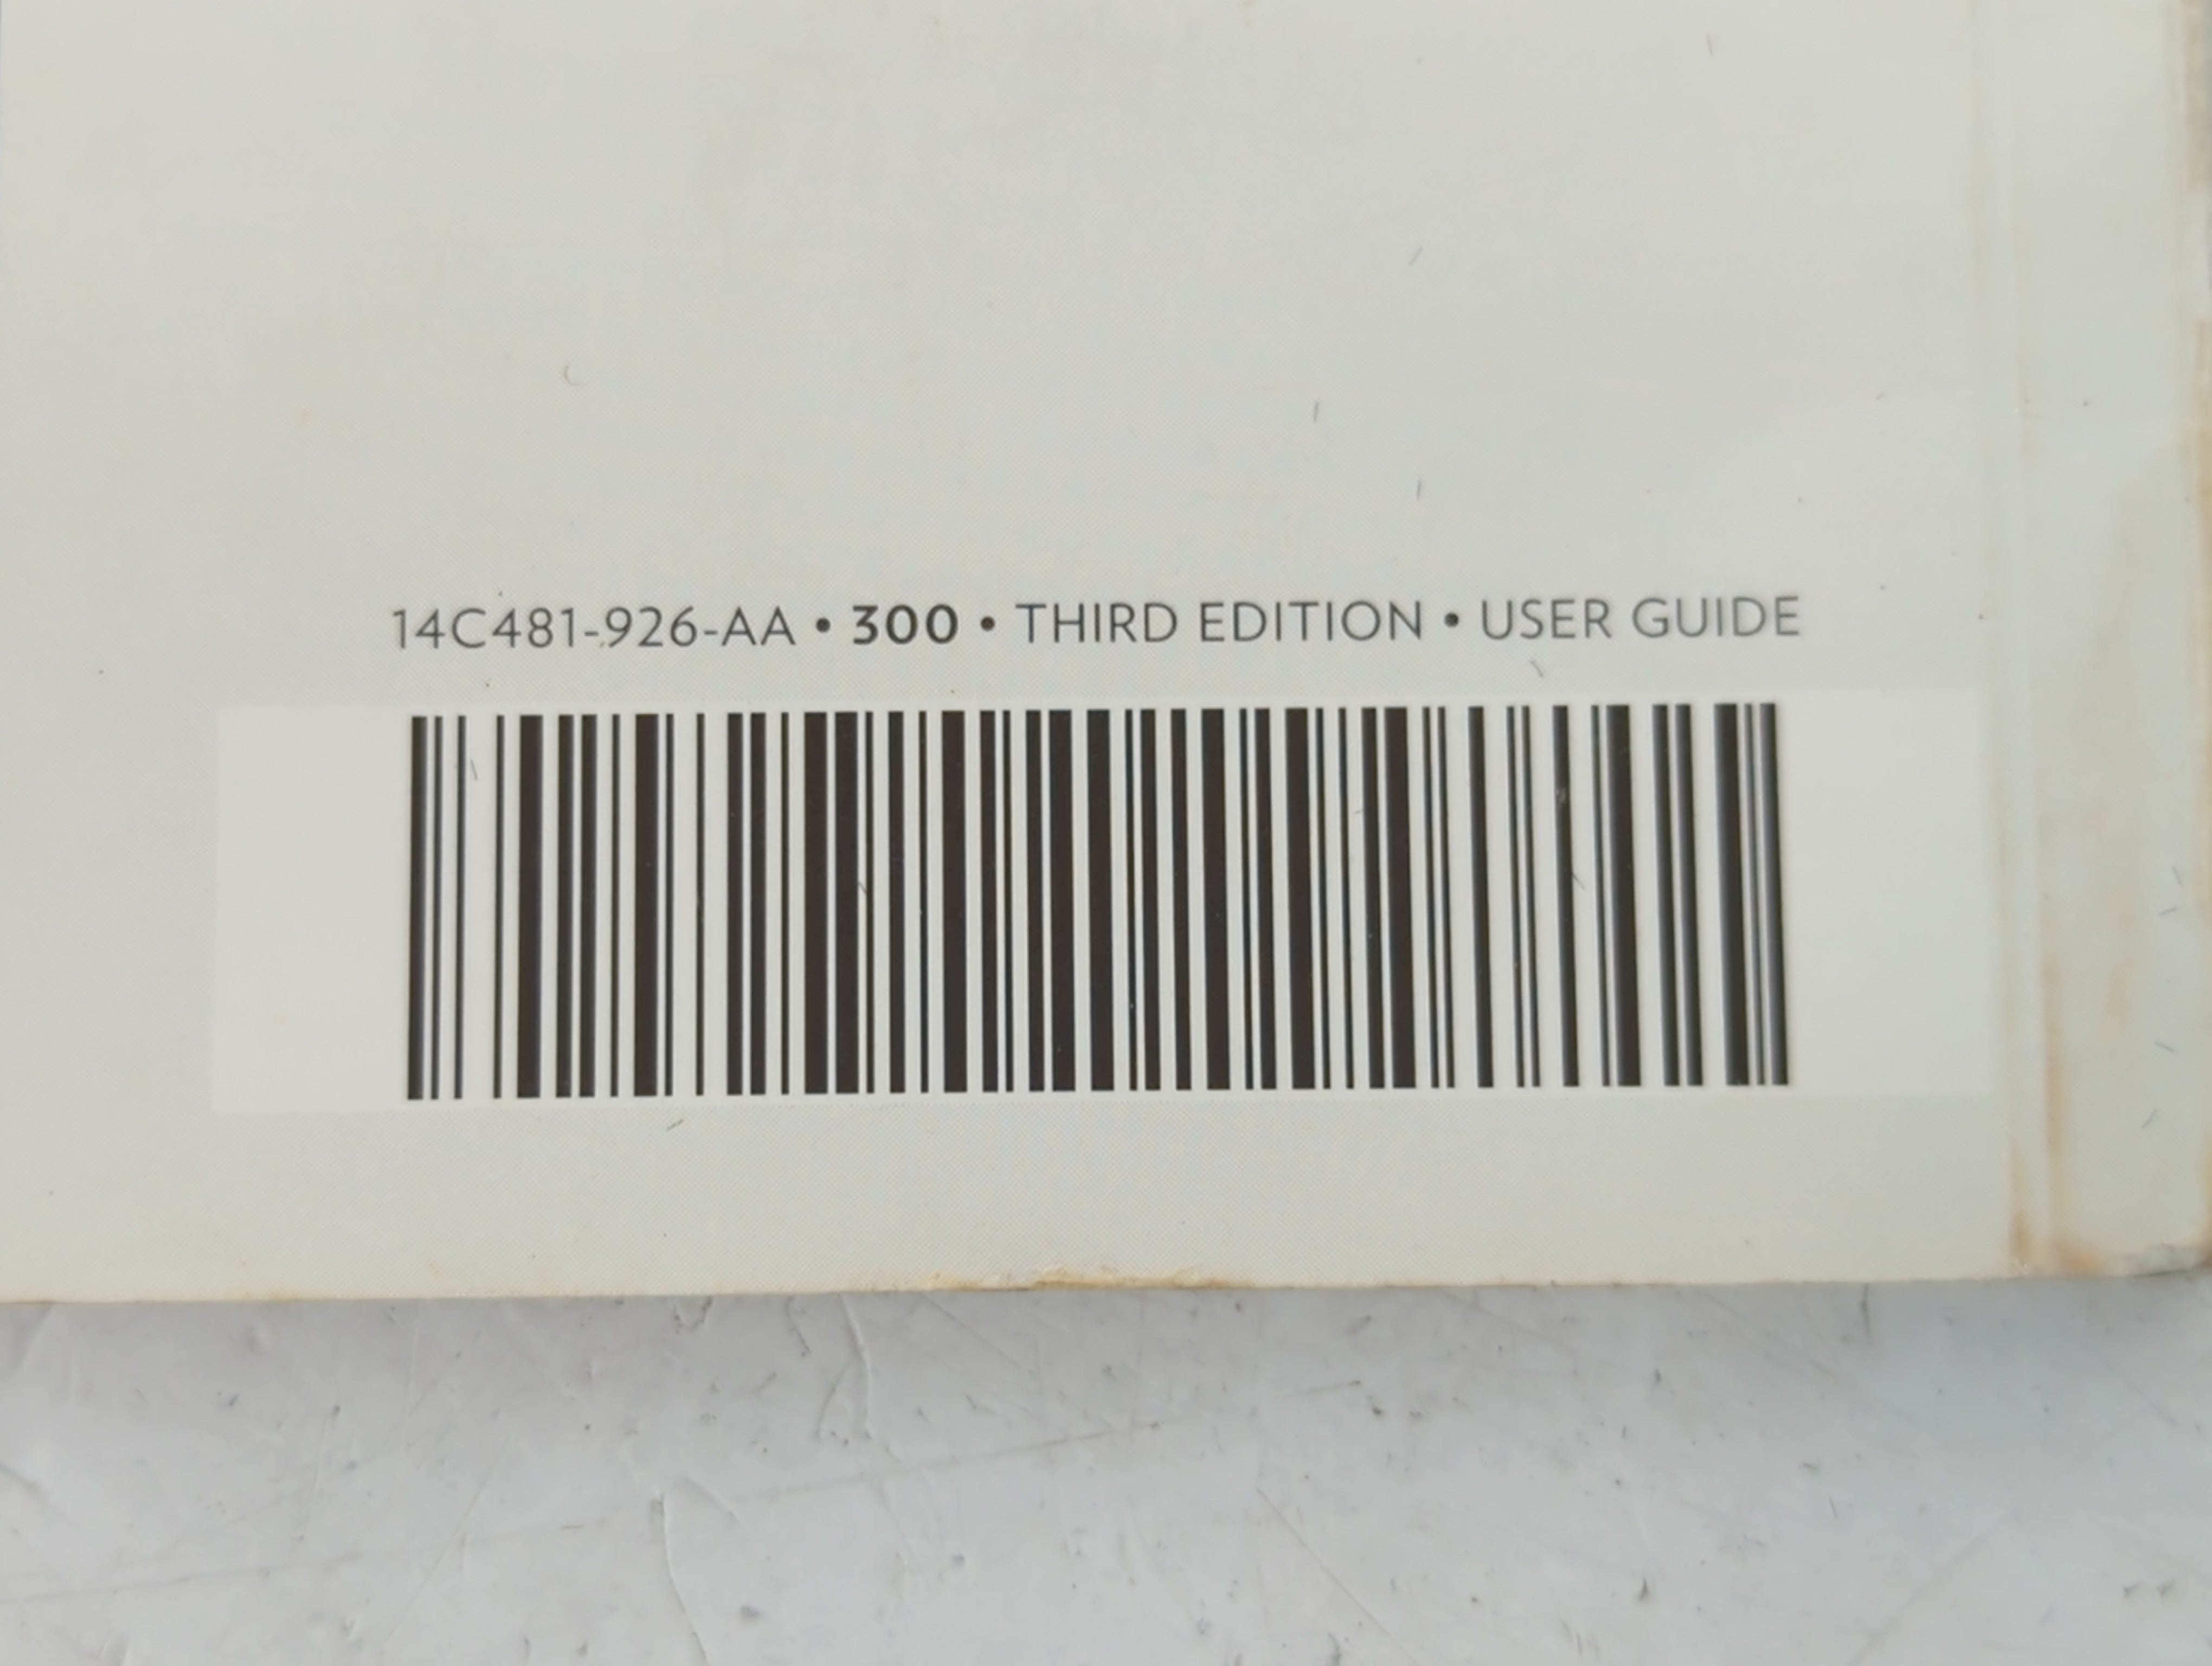 14C481-926-AA • 300 • THIRD EDITION • USER GUIDE